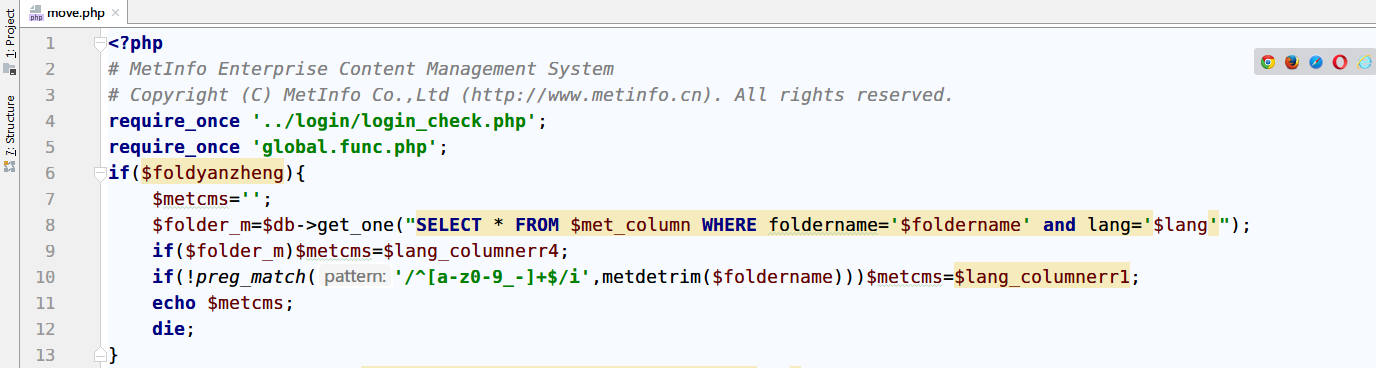 move.php
1: Project
7: Structure
1 <?php
2 # MetInfo Enterprise Content Management System
3 # Copyright (C) MetInfo Co.,Ltd (http://www.metinfo.cn). All rights reserved.
4 require_once '../login/login_check.php';
5 require_once 'global.func.php';
6 if($foldyanzheng){
7 $metcms='';
8 $folder_m=$db->get_one("SELECT * FROM $met_column WHERE foldername='$foldername' and lang='$lang'");
9 if($folder_m)$metcms=$lang_columnerr4;
10 if(!preg_match( pattern: '/^[a-z0-9_-]+$/i',metdetrim($foldername)))$metcms=$lang_columnerr1;
11 echo $metcms;
12 die;
13 }